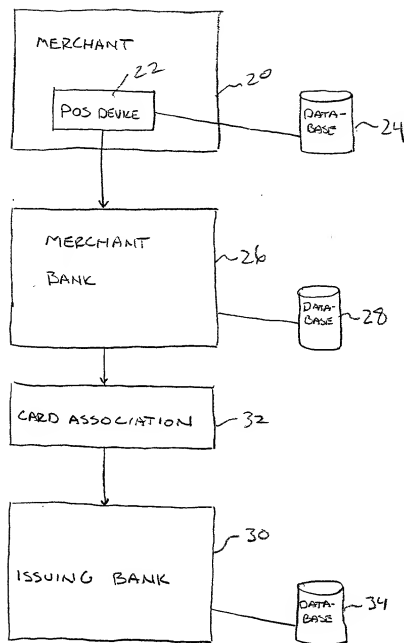 MERCHANT
22
20
POS DEVICE
DATA-
BASE
24
MERCHANT
BANK
26
DATA-
BASE
28
CARD ASSOCIATION
32
30
ISSUING BANK
DATA-
BASE
34